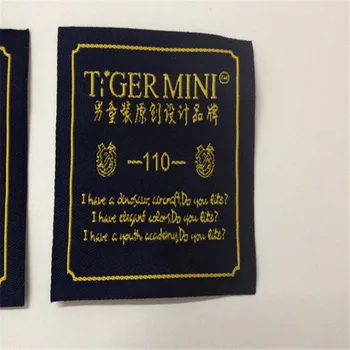 TiGER MINI TM
男童装原创设计品牌
—110—
I have a dinosaur, aircraft,Do you like?
I have elegant colors,Do you like?
I have a youth academy,Do you like?